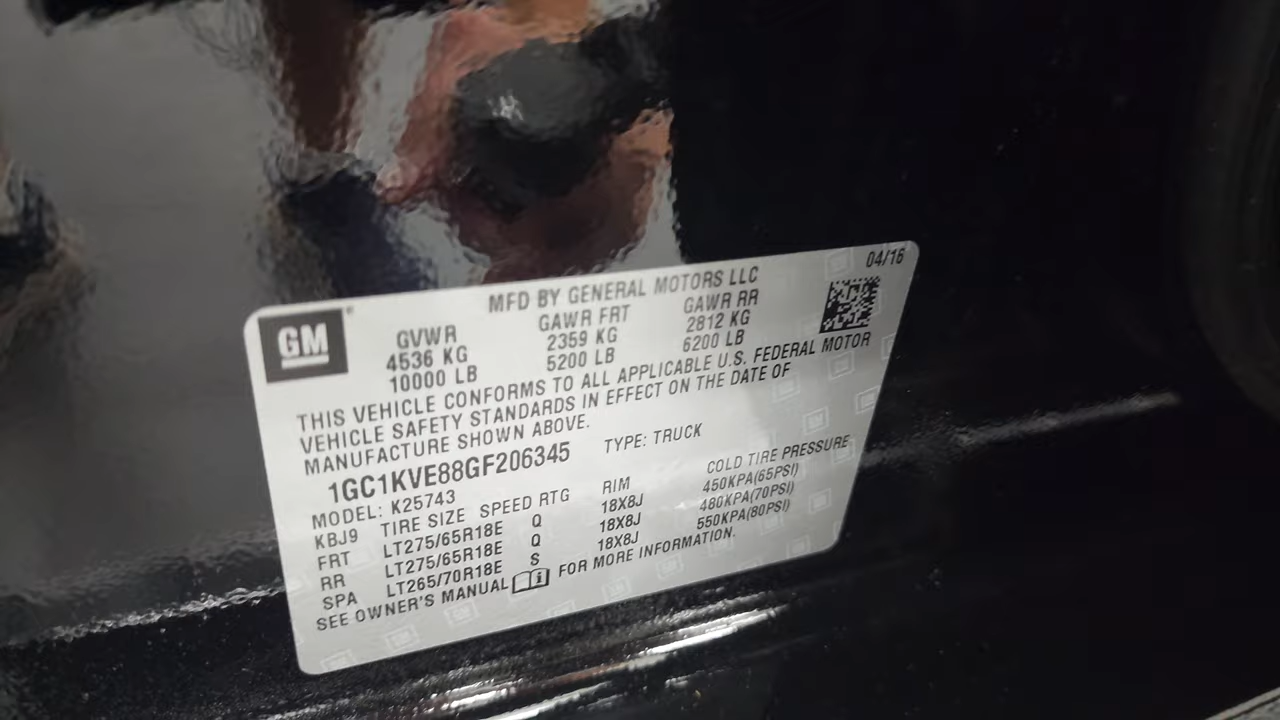 04/16
MFD BY GENERAL MOTORS LLC
GM
GVWR GAWR FRT GAWR RR
4536 KG 2359 KG 2812 KG
10000 LB 5200 LB 6200 LB
THIS VEHICLE CONFORMS TO ALL APPLICABLE U.S. FEDERAL MOTOR
VEHICLE SAFETY STANDARDS IN EFFECT ON THE DATE OF
MANUFACTURE SHOWN ABOVE.
1GC1KVE88GF206345 TYPE: TRUCK
MODEL: K25743
KBJ9 TIRE SIZE SPEED RTG RIM COLD TIRE PRESSURE
FRT LT275/65R18E Q 18X8J 450KPA(65PSI)
RR LT275/65R18E Q 18X8J 480KPA(70PSI)
SPA LT265/70R18E S 18X8J 550KPA(80PSI)
SEE OWNER'S MANUAL FOR MORE INFORMATION.